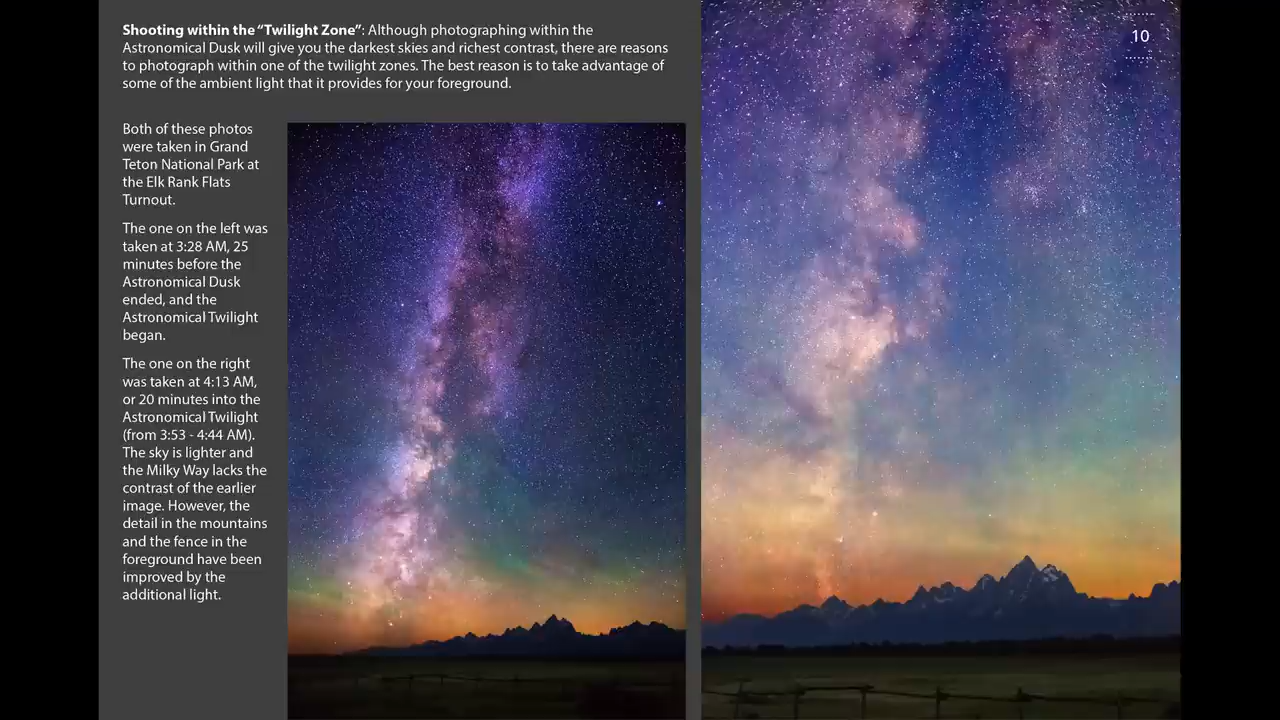 Shooting within the “Twilight Zone”: Although photographing within the
Astronomical Dusk will give you the darkest skies and richest contrast, there are reasons
to photograph within one of the twilight zones. The best reason is to take advantage of
some of the ambient light that it provides for your foreground.
10
Both of these photos
were taken in Grand
Teton National Park at
the Elk Rank Flats
Turnout.
The one on the left was
taken at 3:28 AM, 25
minutes before the
Astronomical Dusk
ended, and the
Astronomical Twilight
began.
The one on the right
was taken at 4:13 AM,
or 20 minutes into the
Astronomical Twilight
(from 3:53 - 4:44 AM).
The sky is lighter and
the Milky Way lacks the
contrast of the earlier
image. However, the
detail in the mountains
and the fence in the
foreground have been
improved by the
additional light.